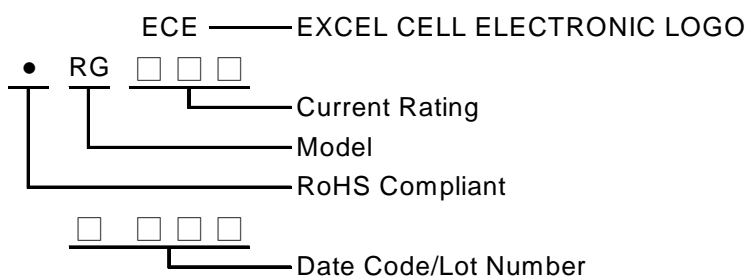 ECE EXCEL CELL ELECTRONIC LOGO
● RG □ □ □
Current Rating
Model
RoHS Compliant
□ □ □ □
Date Code/Lot Number